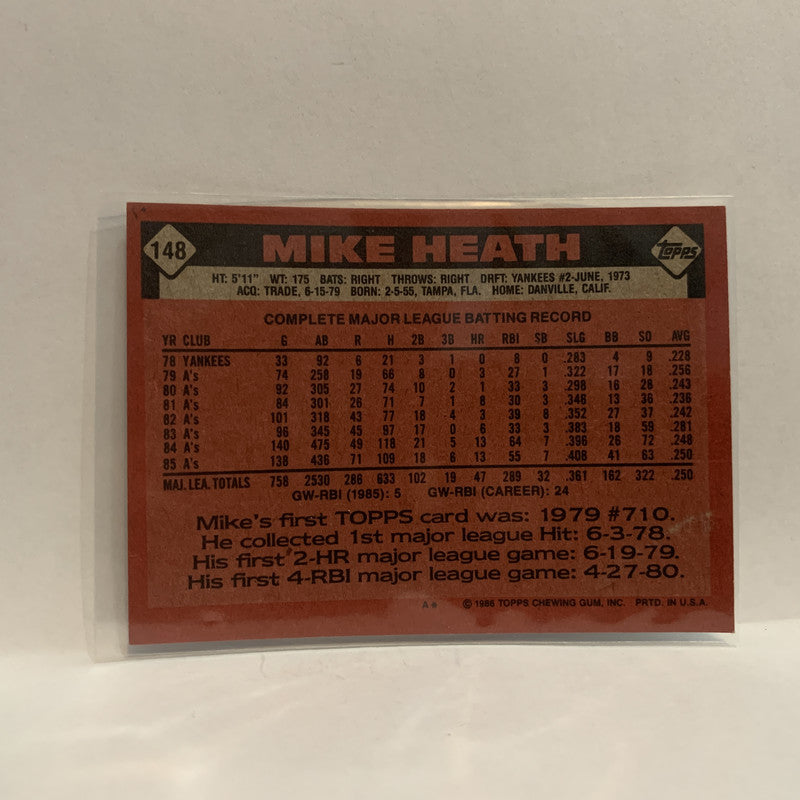 148 MIKE HEATH topps
HT: 5'11" WT: 175 BATS: RIGHT THROWS: RIGHT DRFT: YANKEES #2-JUNE, 1973
ACQ: TRADE, 6-15-79 BORN: 2-5-55, TAMPA, FLA. HOME: DANVILLE, CALIF.
COMPLETE MAJOR LEAGUE BATTING RECORD
YR CLUB G AB R H 2B 3B HR RBI SB SLG BB SO AVG
78 YANKEES 33 92 6 21 3 1 0 8 0 .283 4 9 .228
79 A's 74 258 19 66 8 0 3 27 1 .322 17 18 .256
80 A's 92 305 27 74 10 2 1 33 3 .298 16 28 .243
81 A's 84 301 26 71 7 1 8 30 3 .346 13 36 .236
82 A's 101 318 43 77 18 4 3 39 8 .352 27 37 .242
83 A's 96 345 45 97 17 0 6 33 3 .383 18 59 .281
84 A's 140 475 49 118 21 5 13 64 7 .396 26 72 .248
85 A's 138 436 71 109 18 6 13 55 7 .408 41 63 .250
MAJ. LEA. TOTALS 758 2530 286 633 102 19 47 289 32 .361 162 322 .250
GW-RBI (1985): 5 GW-RBI (CAREER): 24
Mike's first TOPPS card was: 1979 #710.
He collected 1st major league Hit: 6-3-78.
His first 2-HR major league game: 6-19-79.
His first 4-RBI major league game: 4-27-80.
A* © 1986 TOPPS CHEWING GUM, INC. PRTD. IN U.S.A.